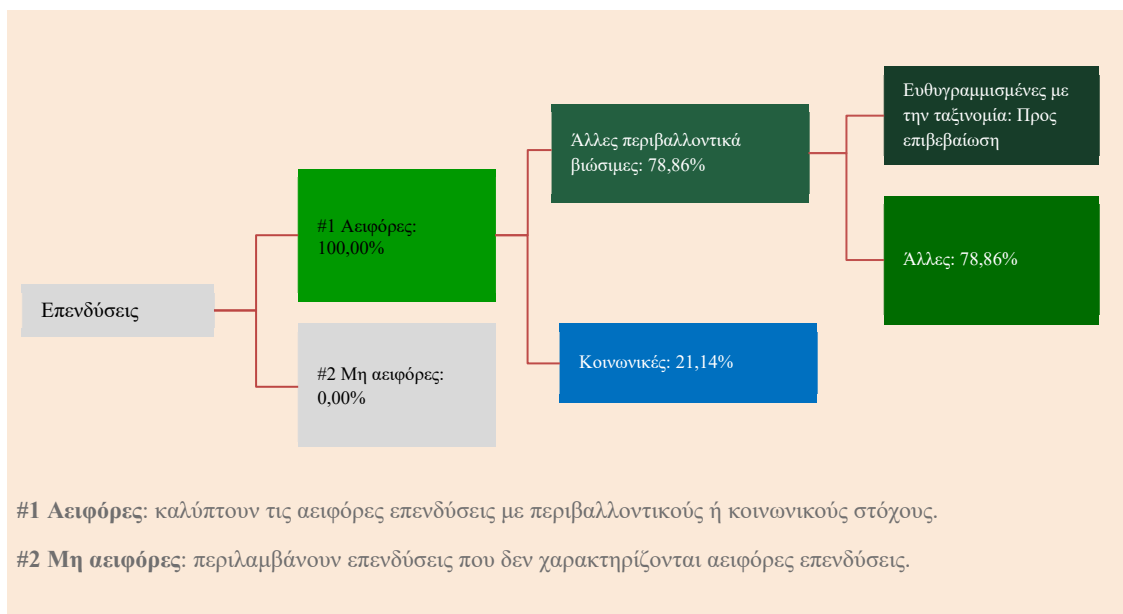 Επενδύσεις
#1 Αειφόρες:
100,00%
#2 Μη αειφόρες:
0,00%
Άλλες περιβαλλοντικά
βιώσιμες: 78,86%
Κοινωνικές: 21,14%
Ευθυγραμμισμένες με
την ταξινομία: Προς
επιβεβαίωση
Άλλες: 78,86%
#1 Αειφόρες: καλύπτουν τις αειφόρες επενδύσεις με περιβαλλοντικούς ή κοινωνικούς στόχους.
#2 Μη αειφόρες: περιλαμβάνουν επενδύσεις που δεν χαρακτηρίζονται αειφόρες επενδύσεις.